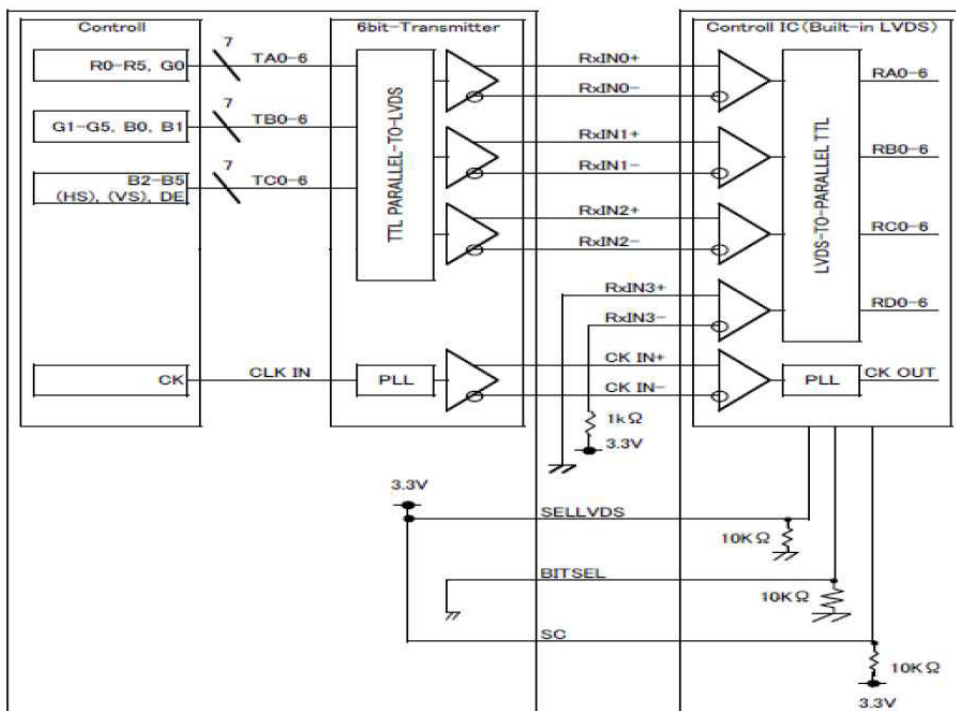 Controll
6bit-Transmitter
Controll IC(Built-in LVDS)
R0-R5, G0
7
TA0-6
RxIN0+
RA0-6
RxIN0-
G1-G5, B0, B1
7
TB0-6
RxIN1+
RB0-6
RxIN1-
B2-B5
(HS), (VS), DE
7
TC0-6
RxIN2+
RC0-6
RxIN2-
TTL PARALLEL-TO-LVDS
LVDS-TO-PARALLEL TTL
RxIN3+
RD0-6
RxIN3-
CK
CLK IN
PLL
CK IN+
CK IN-
PLL
CK OUT
1kΩ
3.3V
3.3V
SELLVDS
10KΩ
BITSEL
10KΩ
SC
10KΩ
3.3V